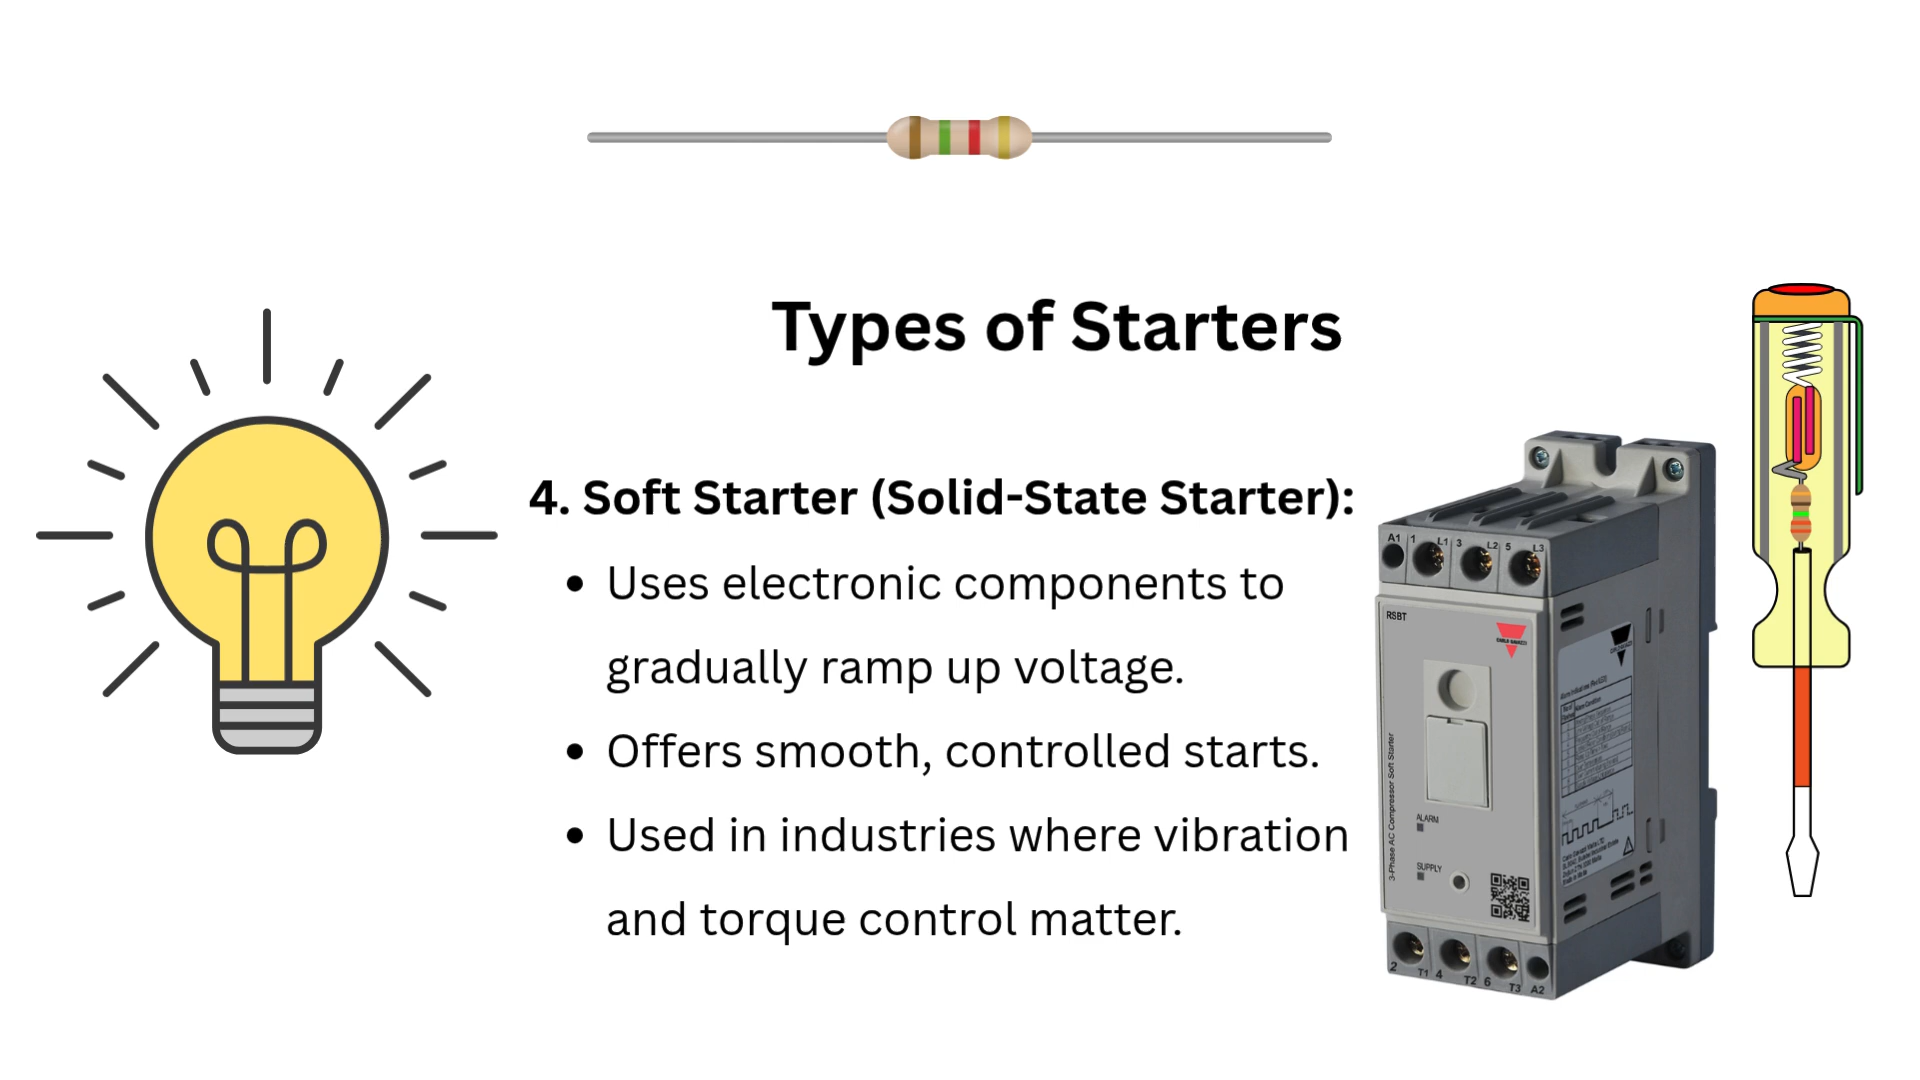 Types of Starters
4. Soft Starter (Solid-State Starter):
• Uses electronic components to
gradually ramp up voltage.
• Offers smooth, controlled starts.
• Used in industries where vibration
and torque control matter.
A1 1 L1 3 L2 5 L3
RSBT
3-Phase AC Compressor Soft Starter
ALARM
SUPPLY
2 T1 4 T2 6 T3 A2